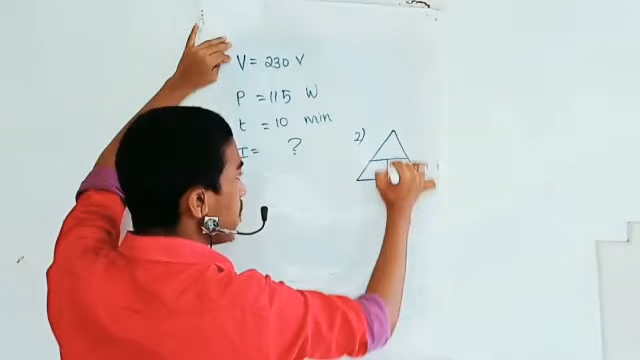 V = 230 V
P = 115 W
t = 10 min
I = ?
2)